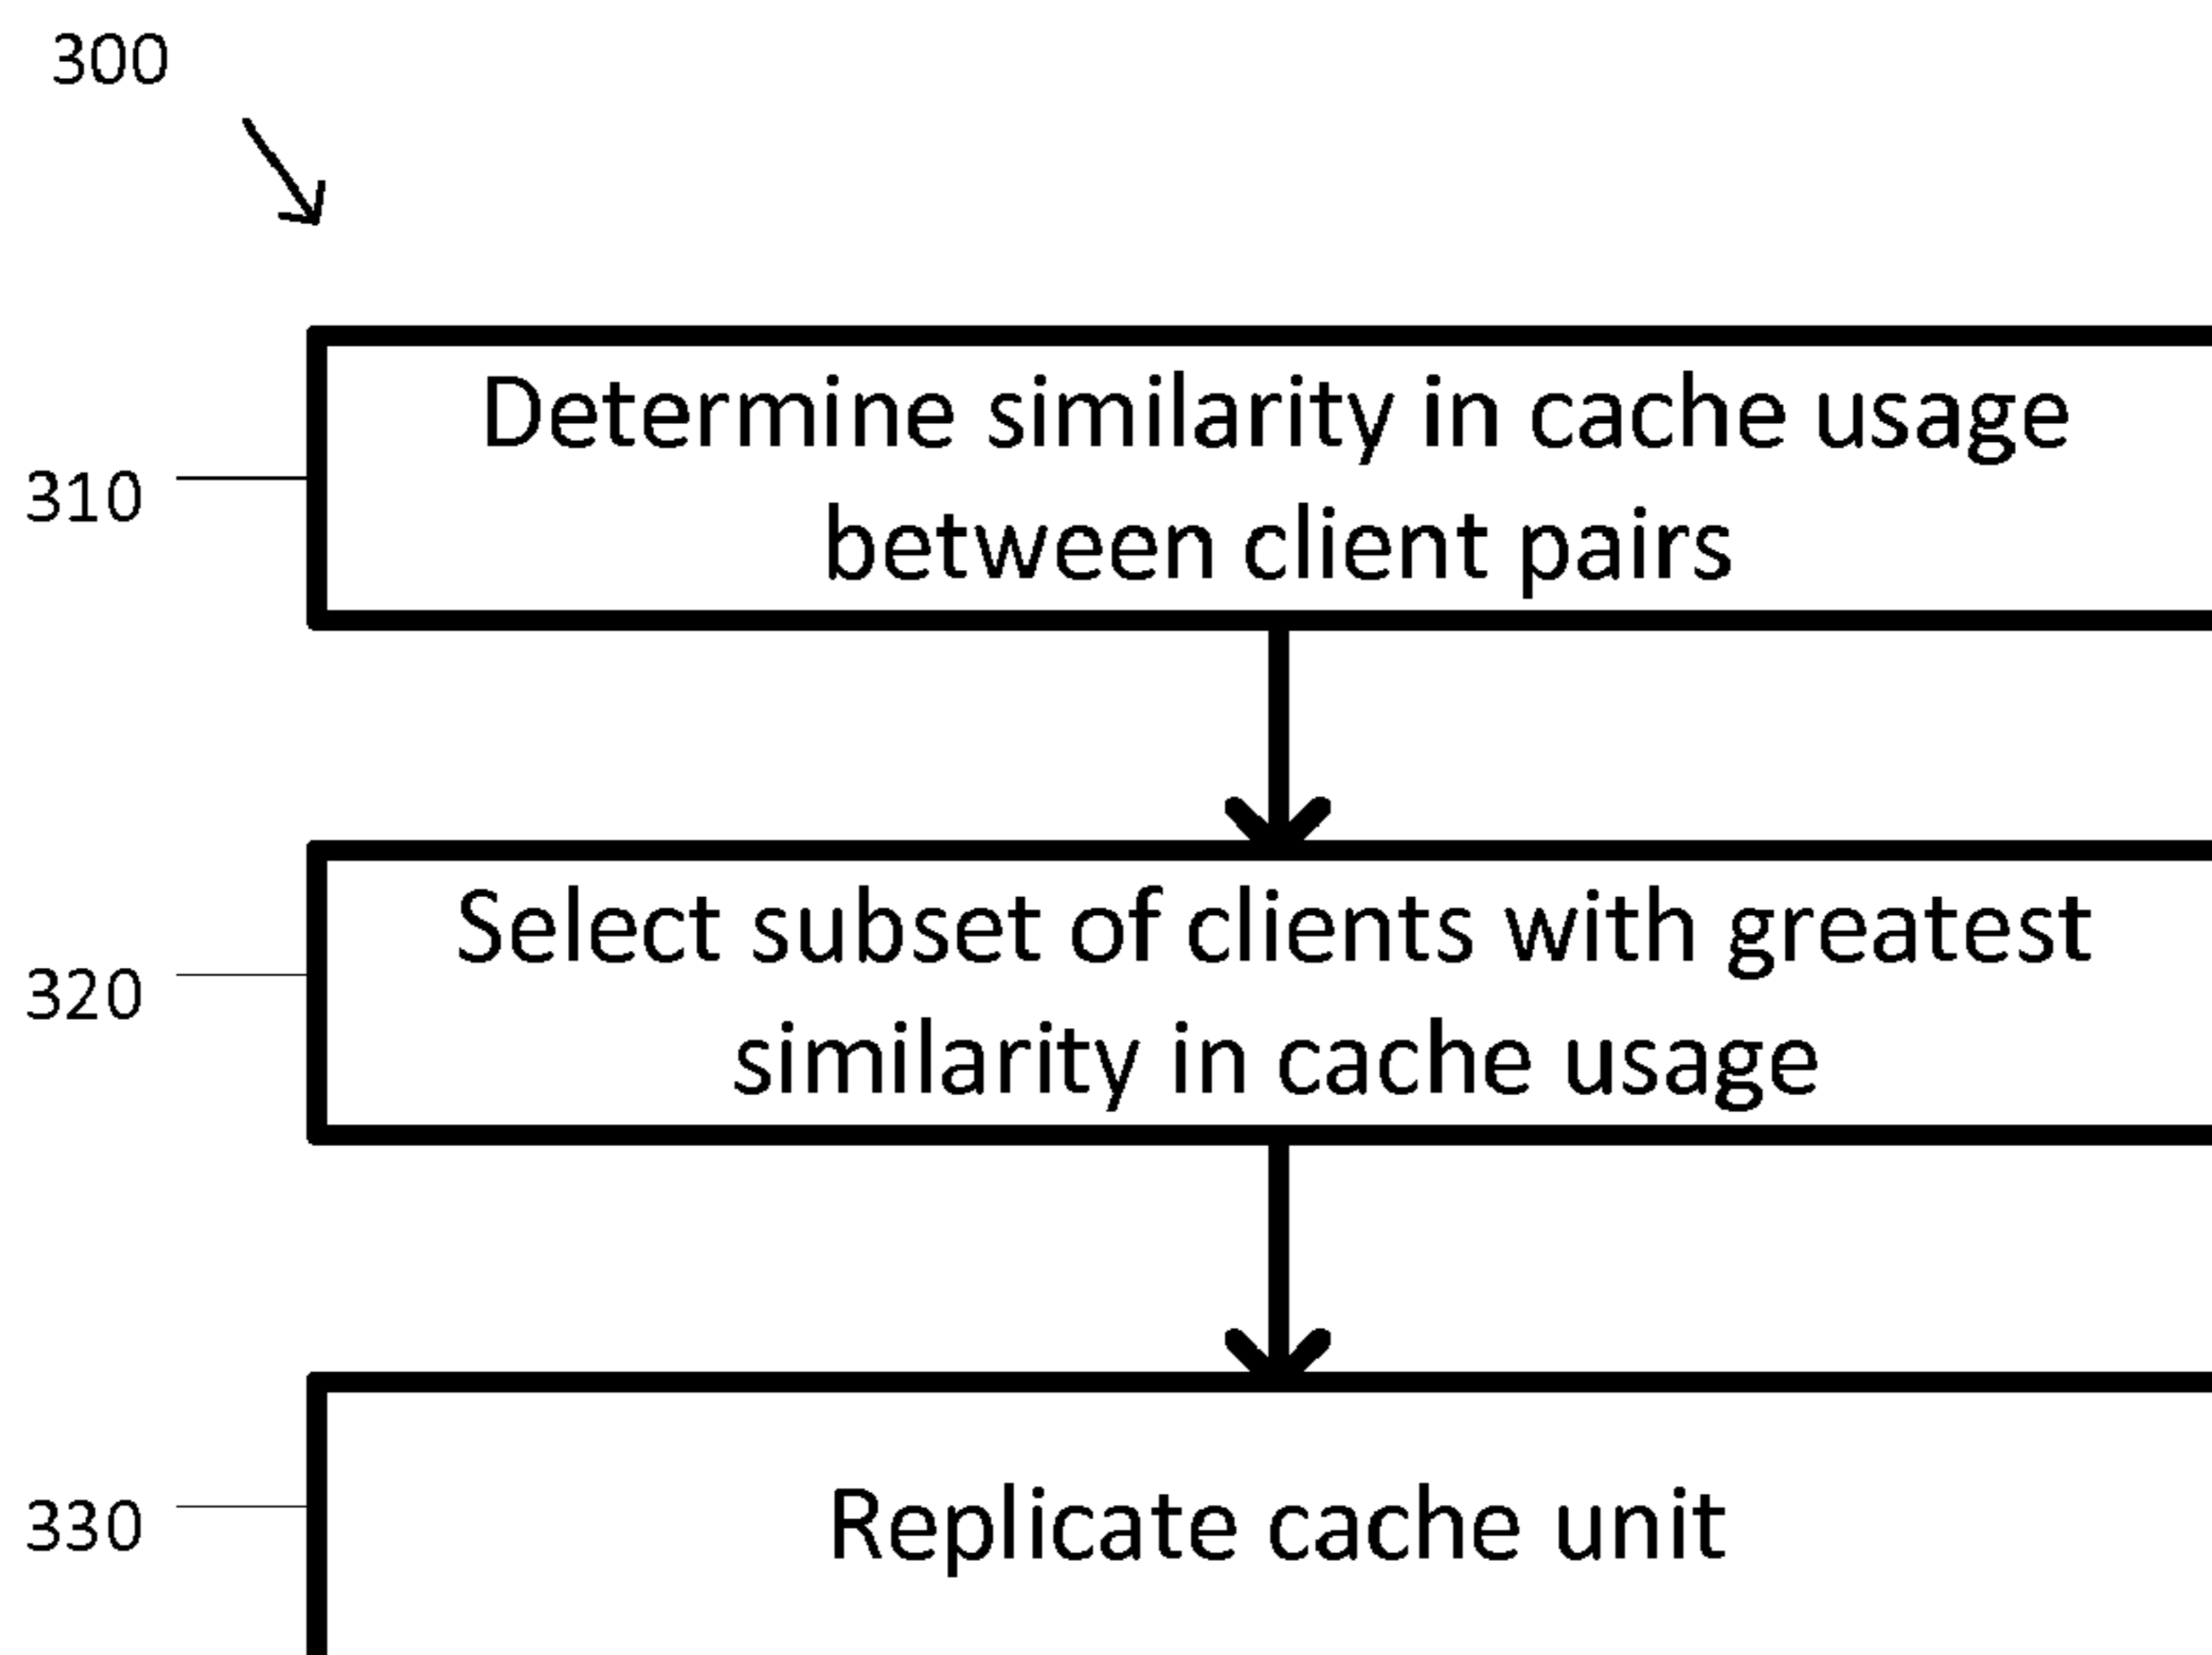 300
310
Determine similarity in cache usage
between client pairs
320
Select subset of clients with greatest
similarity in cache usage
330
Replicate cache unit